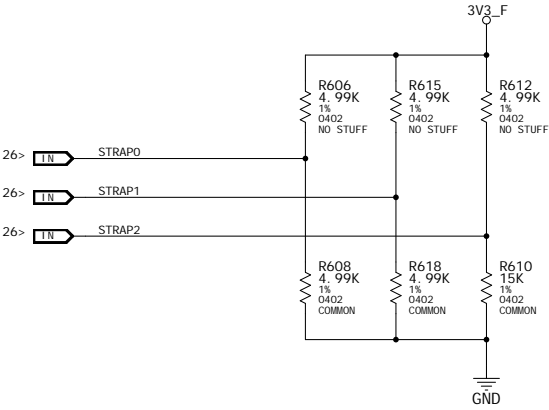 3V3_F
R606
4.99K
1%
0402
NO STUFF
R615
4.99K
1%
0402
NO STUFF
R612
4.99K
1%
0402
NO STUFF
26> IN STRAP0
26> IN STRAP1
26> IN STRAP2
R608
4.99K
1%
0402
COMMON
R618
4.99K
1%
0402
COMMON
R610
15K
1%
0402
COMMON
GND